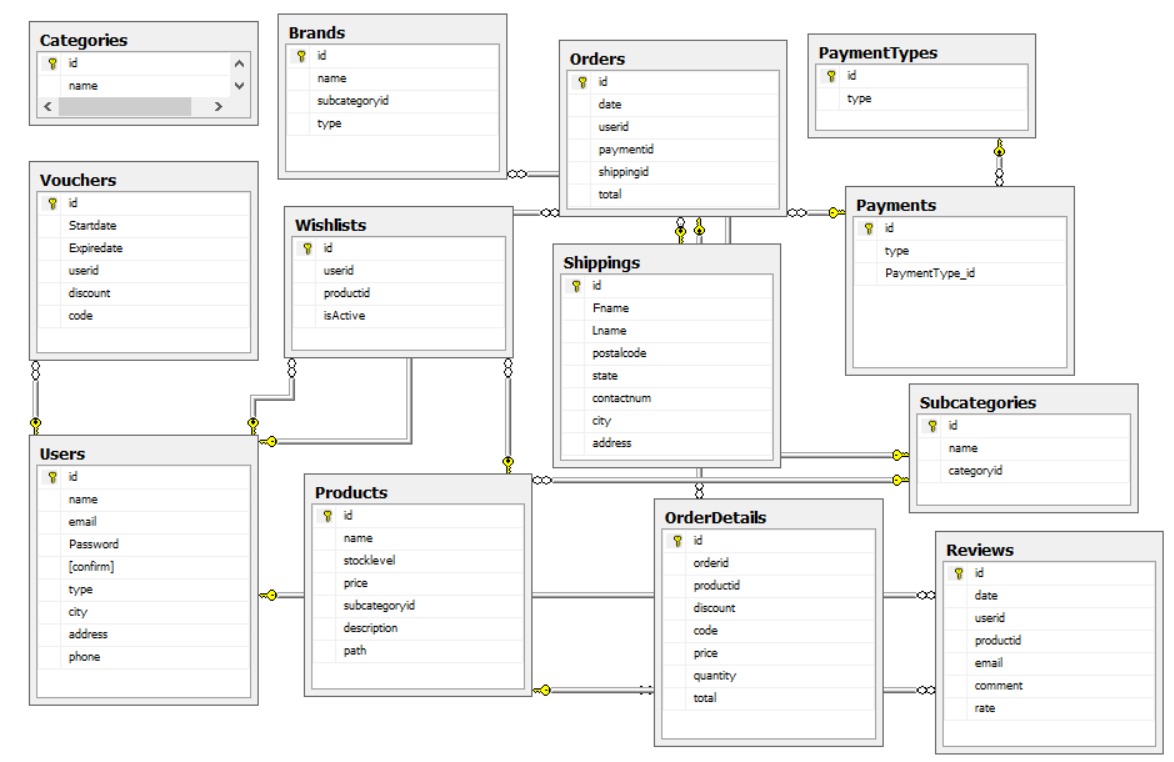 Categories
id
name
Brands
id
name
subcategoryid
type
Orders
id
date
userid
paymentid
shippingid
total
PaymentTypes
id
type
Vouchers
id
Startdate
Expiredate
userid
discount
code
Wishlists
id
userid
productid
isActive
Shippings
id
Fname
Lname
postalcode
state
contactnum
city
address
Payments
id
type
PaymentType_id
Subcategories
id
name
categoryid
Users
id
name
email
Password
[confirm]
type
city
address
phone
Products
id
name
stocklevel
price
subcategoryid
description
path
OrderDetails
id
orderid
productid
discount
code
price
quantity
total
Reviews
id
date
userid
productid
email
comment
rate